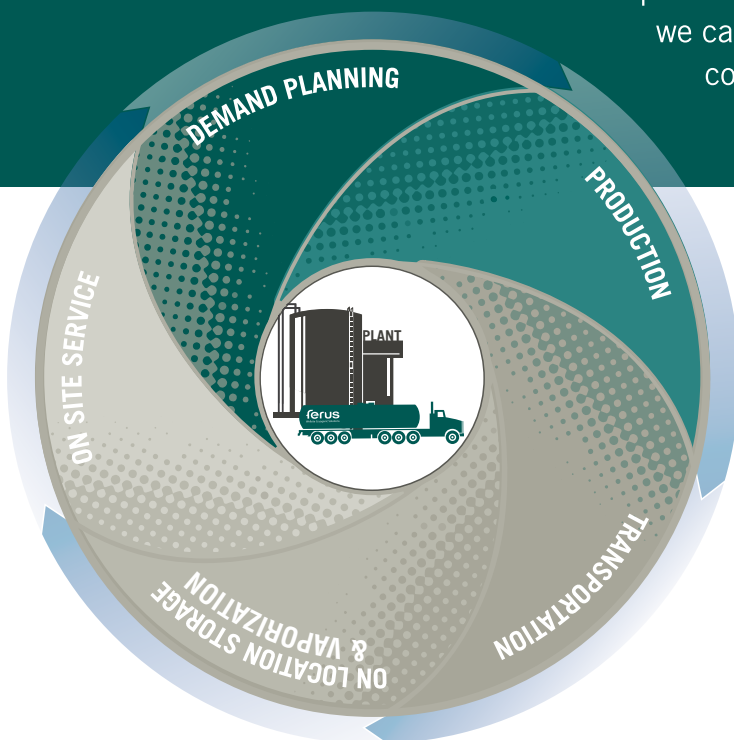 we ca
co
DEMAND PLANNING
PRODUCTION
TRANSPORTATION
ON LOCATION STORAGE
& VAPORIZATION
ON SITE SERVICE
PLANT
ferus